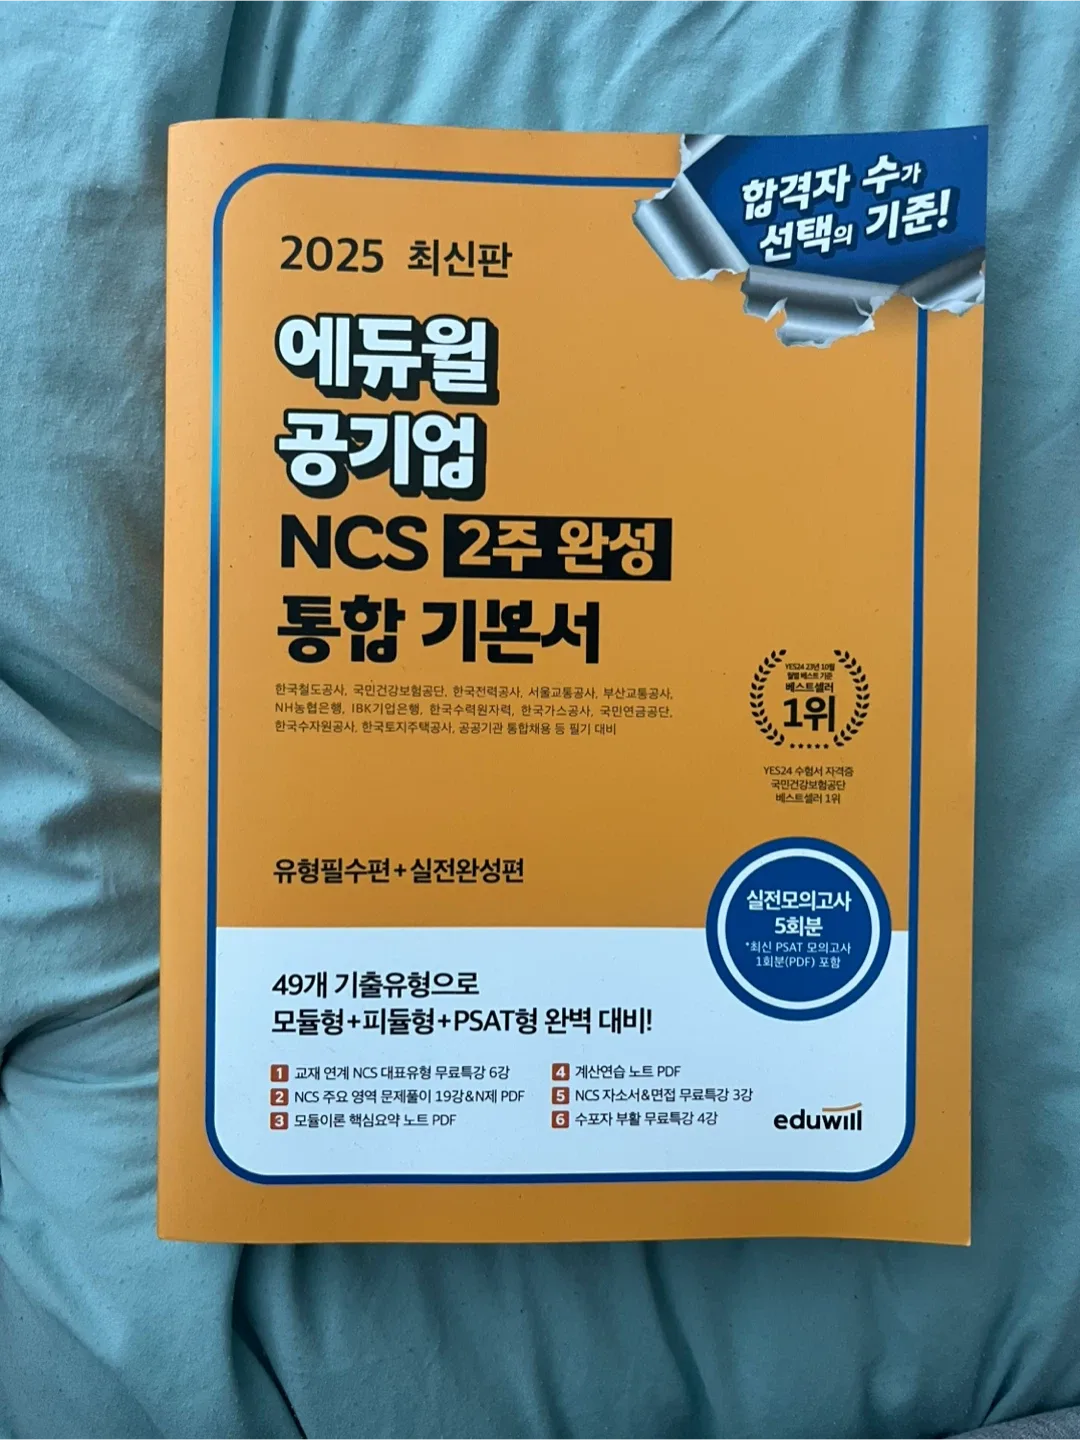 합격자 수가
선택의 기준!
2025 최신판
에듀윌
공기업
NCS 2주 완성
통합 기본서
한국철도공사, 국민건강보험공단, 한국전력공사, 서울교통공사, 부산교통공사,
NH농협은행, IBK기업은행, 한국수력원자력, 한국가스공사, 국민연금공단,
한국수자원공사, 한국토지주택공사, 공공기관 통합채용 등 필기 대비
YES24 23년 10월
월별 베스트 기준
베스트셀러
1위
YES24 수험서 자격증
국민건강보험공단
베스트셀러 1위
유형필수편+실전완성편
실전모의고사
5회분
*최신 PSAT 모의고사
1회분(PDF) 포함
49개 기출유형으로
모듈형+피듈형+PSAT형 완벽 대비!
1 교재 연계 NCS 대표유형 무료특강 6강
2 NCS 주요 영역 문제풀이 19강&N제 PDF
3 모듈이론 핵심요약 노트 PDF
4 계산연습 노트 PDF
5 NCS 자소서&면접 무료특강 3강
6 수포자 부활 무료특강 4강
eduwill